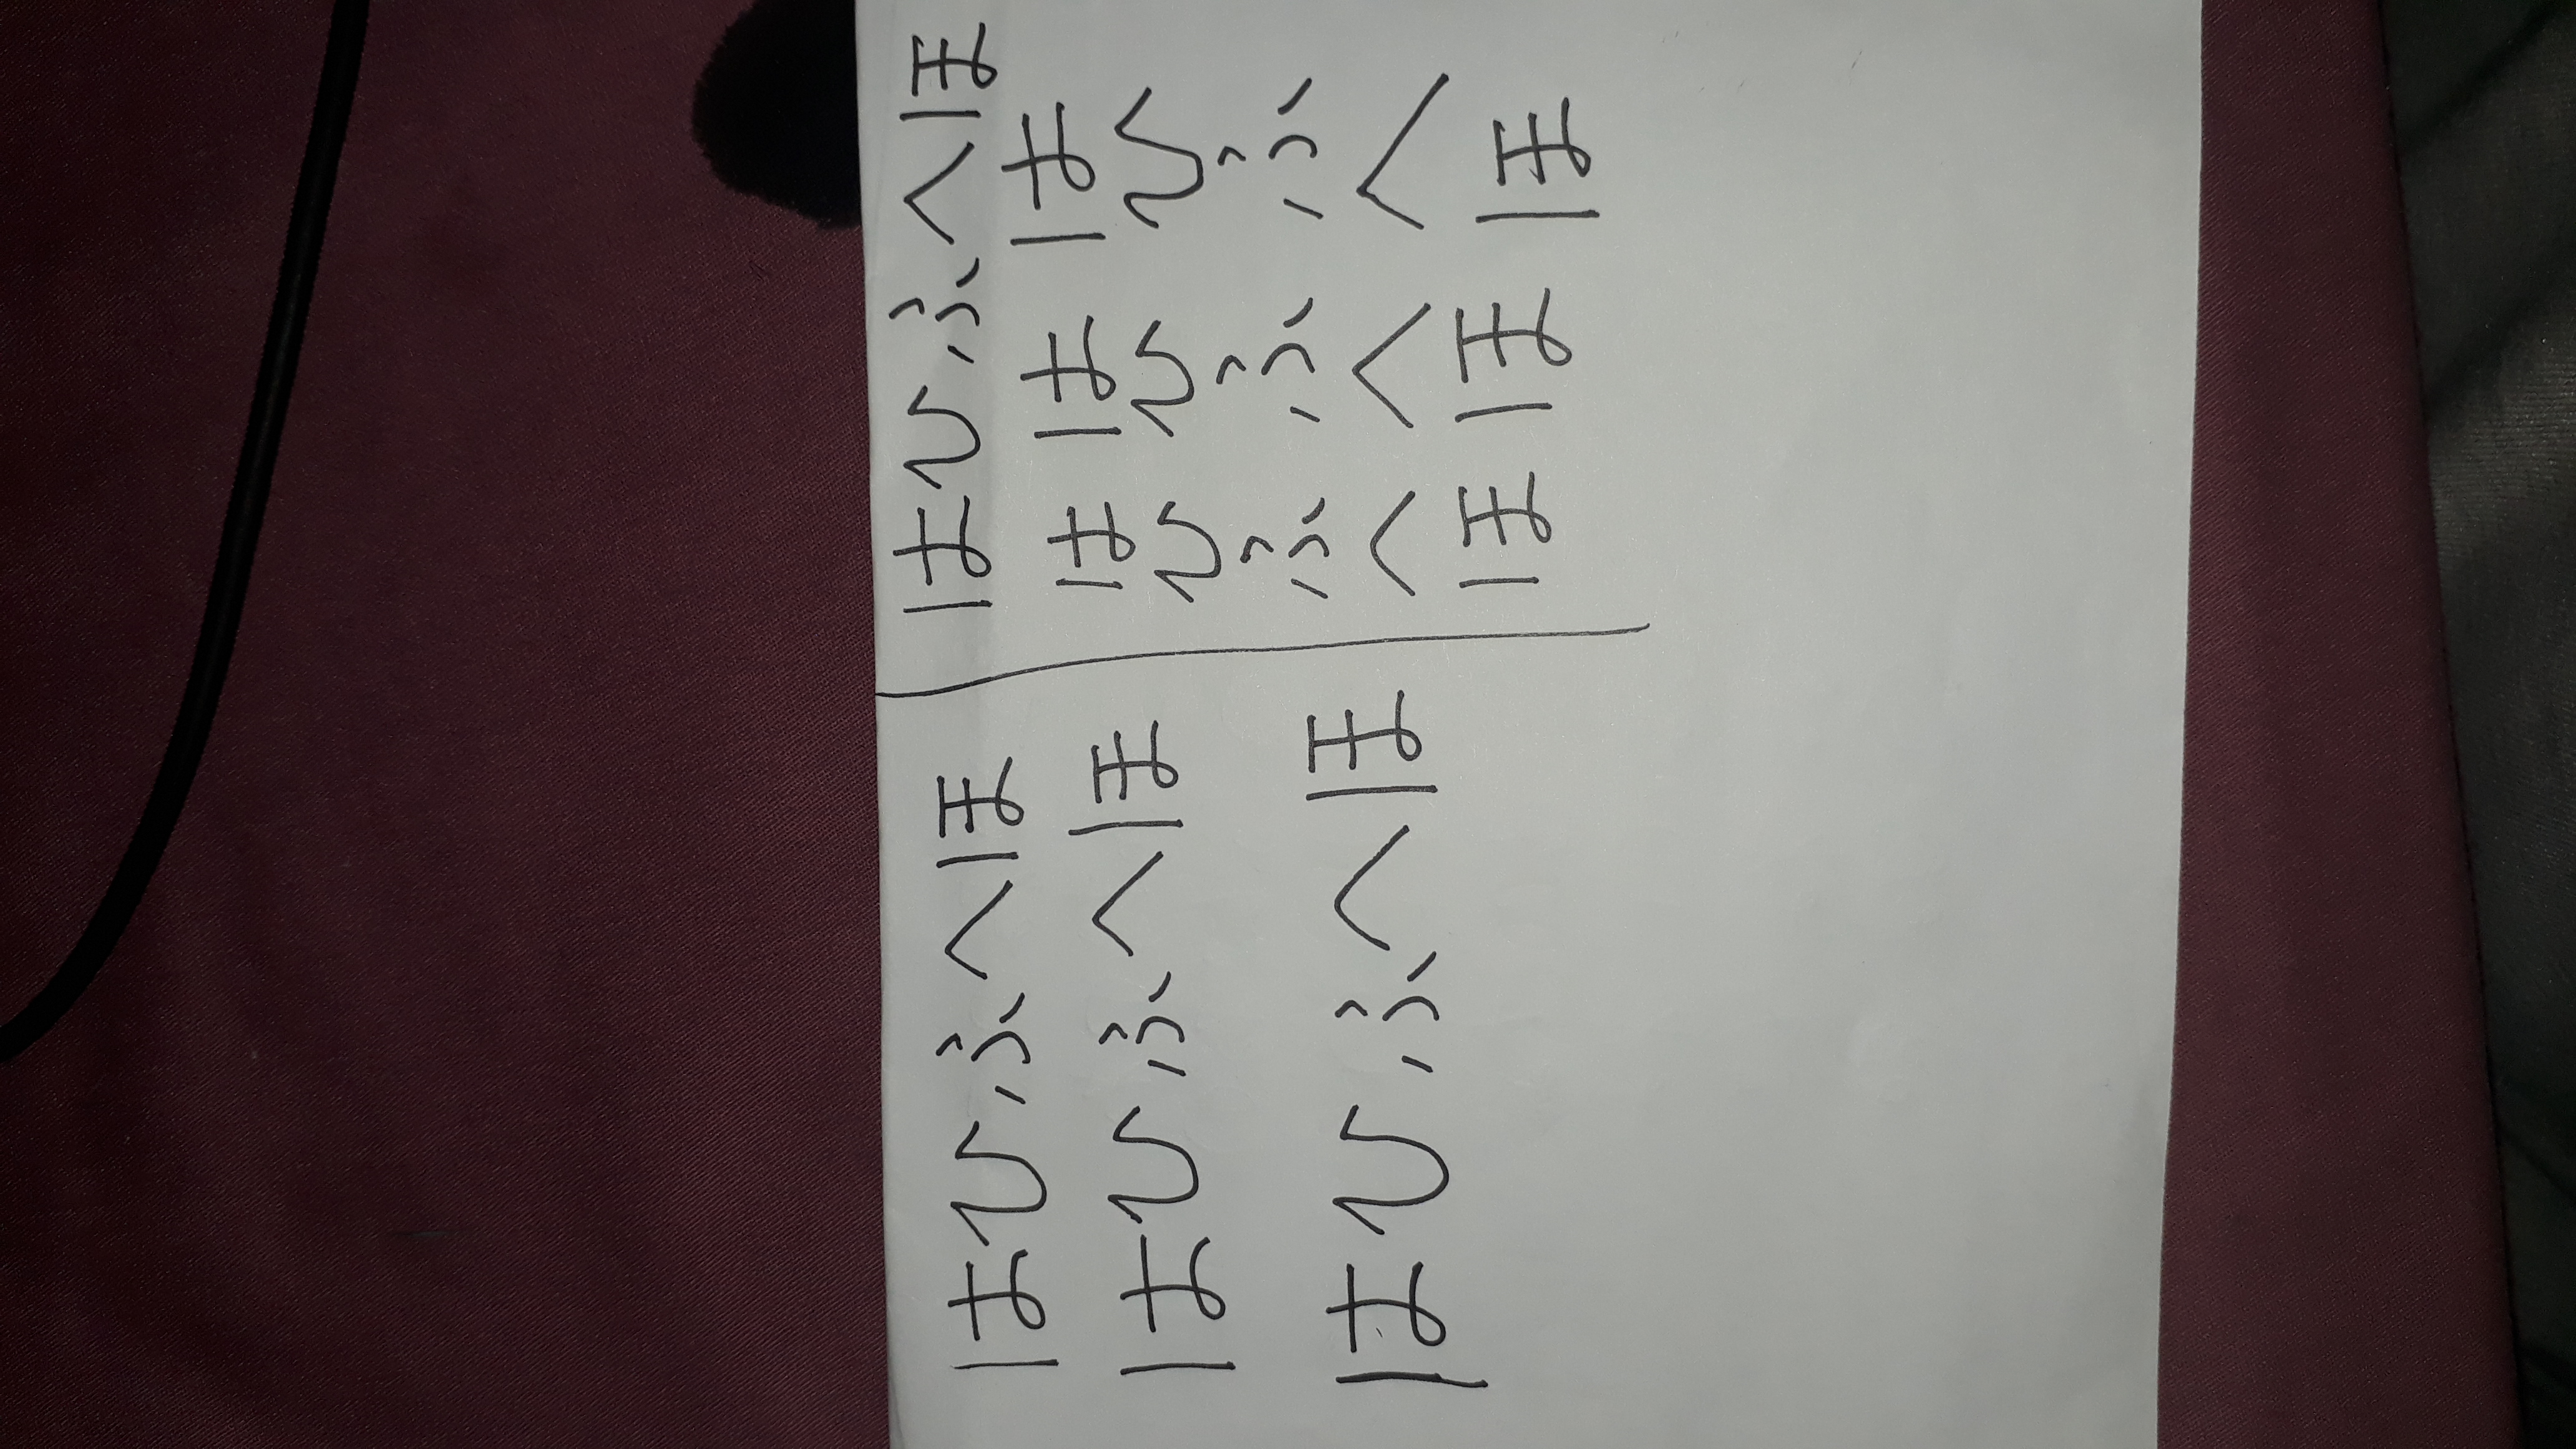 はひふへほ
はひふへほ
はひふへほ
はひふへほ
は は は
ひ ひ ひ
ふ ふ ふ
へ へ へ
ほ ほ ほ